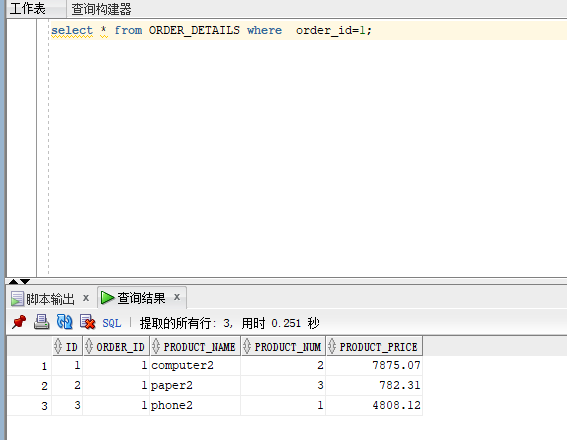 工作表 查询构建器
select * from ORDER_DETAILS where  order_id=1;
脚本输出 x 查询结果 x
SQL | 提取的所有行: 3, 用时 0.251 秒
ID ORDER_ID PRODUCT_NAME PRODUCT_NUM PRODUCT_PRICE
1 1 1 computer2 2 7875.07
2 2 1 paper2 3 782.31
3 3 1 phone2 1 4808.12